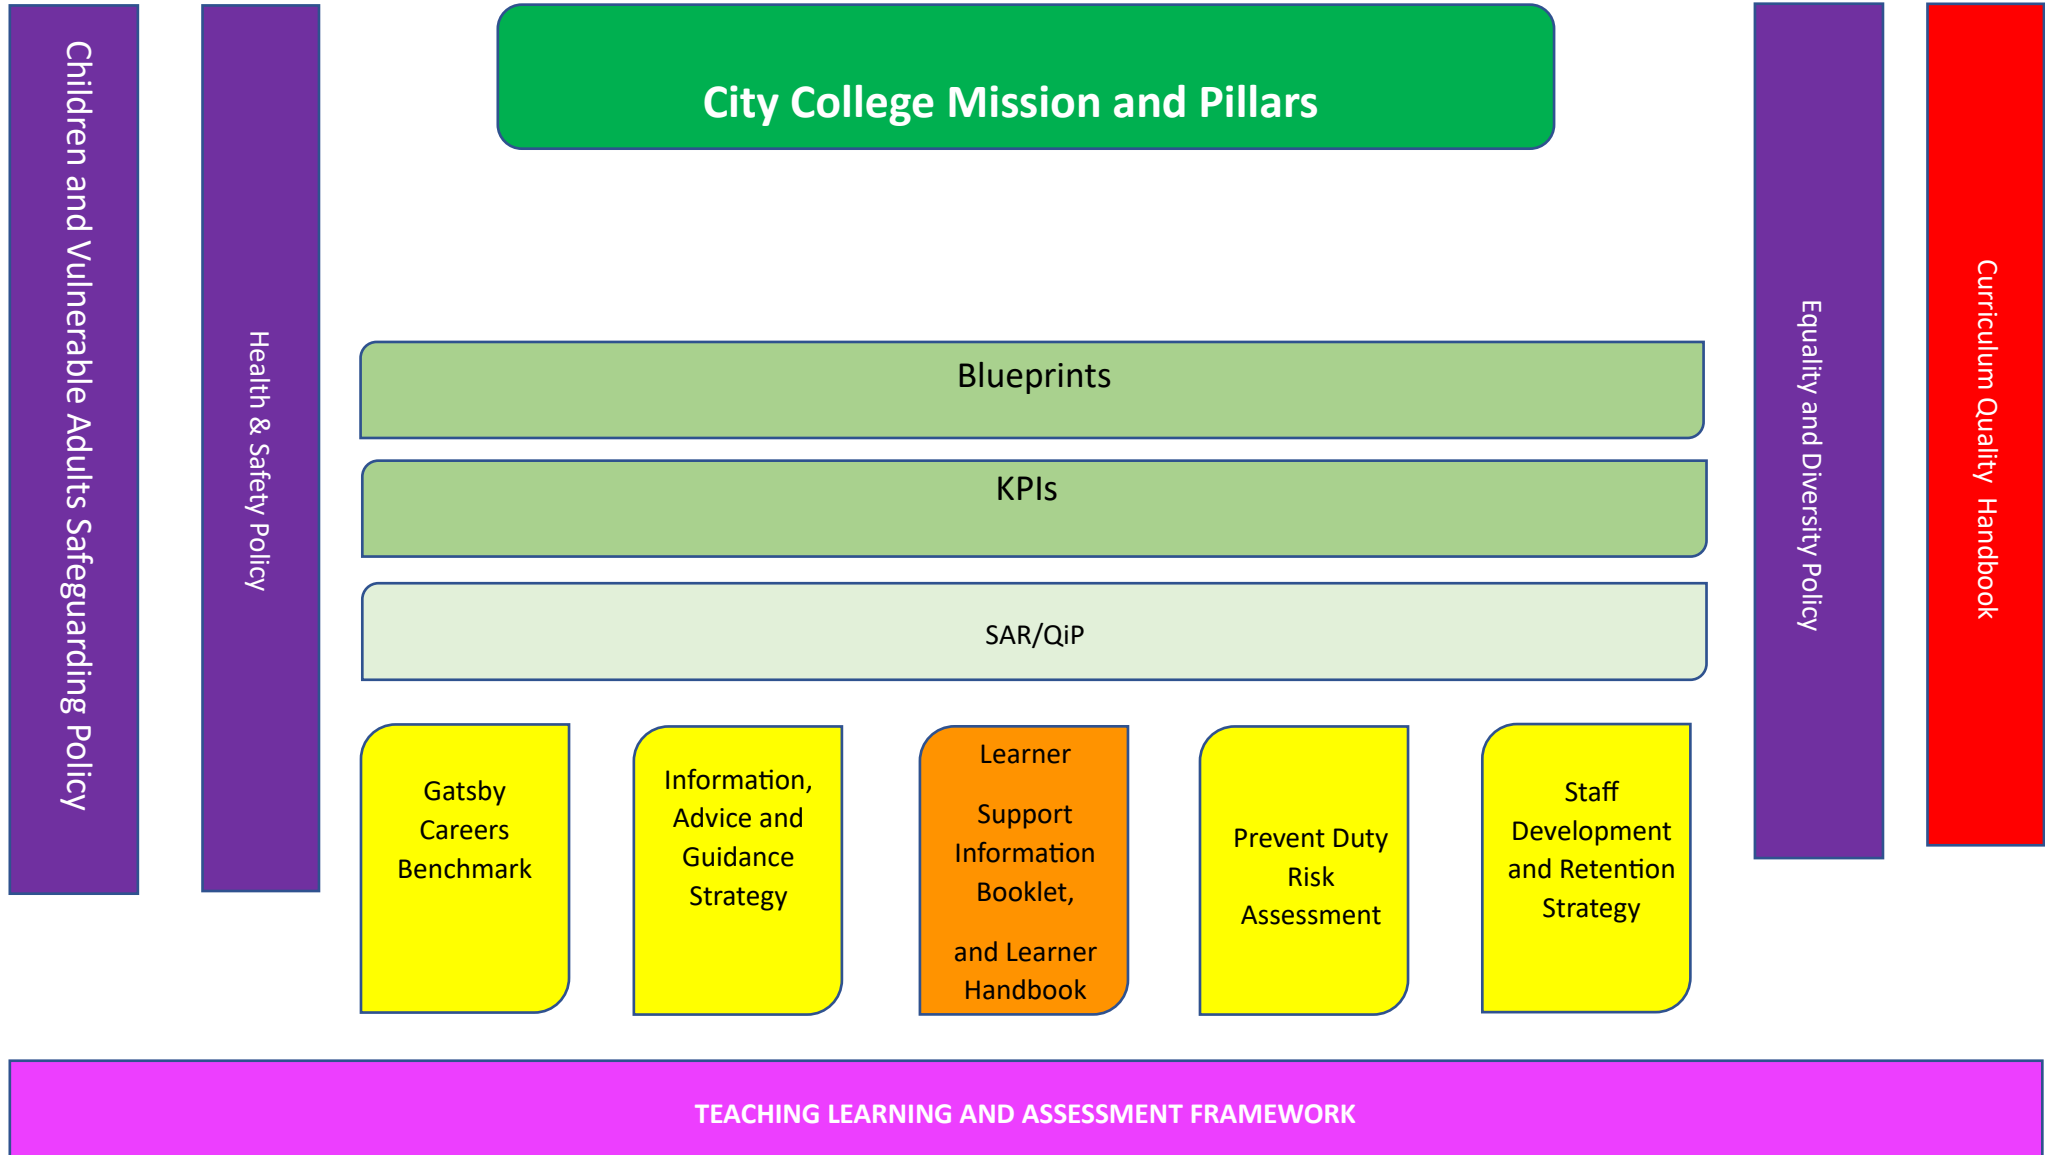 Children and Vulnerable Adults Safeguarding Policy
Health & Safety Policy
City College Mission and Pillars
Blueprints
KPIs
SAR/QiP
Gatsby
Careers
Benchmark
Information,
Advice and
Guidance
Strategy
Learner
Support
Information
Booklet,
and Learner
Handbook
Prevent Duty
Risk
Assessment
Staff
Development
and Retention
Strategy
Equality and Diversity Policy
Curriculum Quality Handbook
TEACHING LEARNING AND ASSESSMENT FRAMEWORK